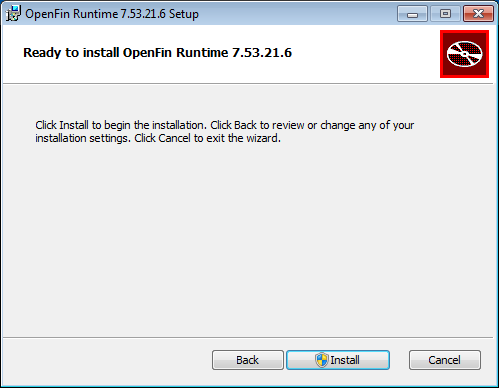 OpenFin Runtime 7.53.21.6 Setup
Ready to install OpenFin Runtime 7.53.21.6
Click Install to begin the installation. Click Back to review or change any of your
installation settings. Click Cancel to exit the wizard.
Back
Install
Cancel